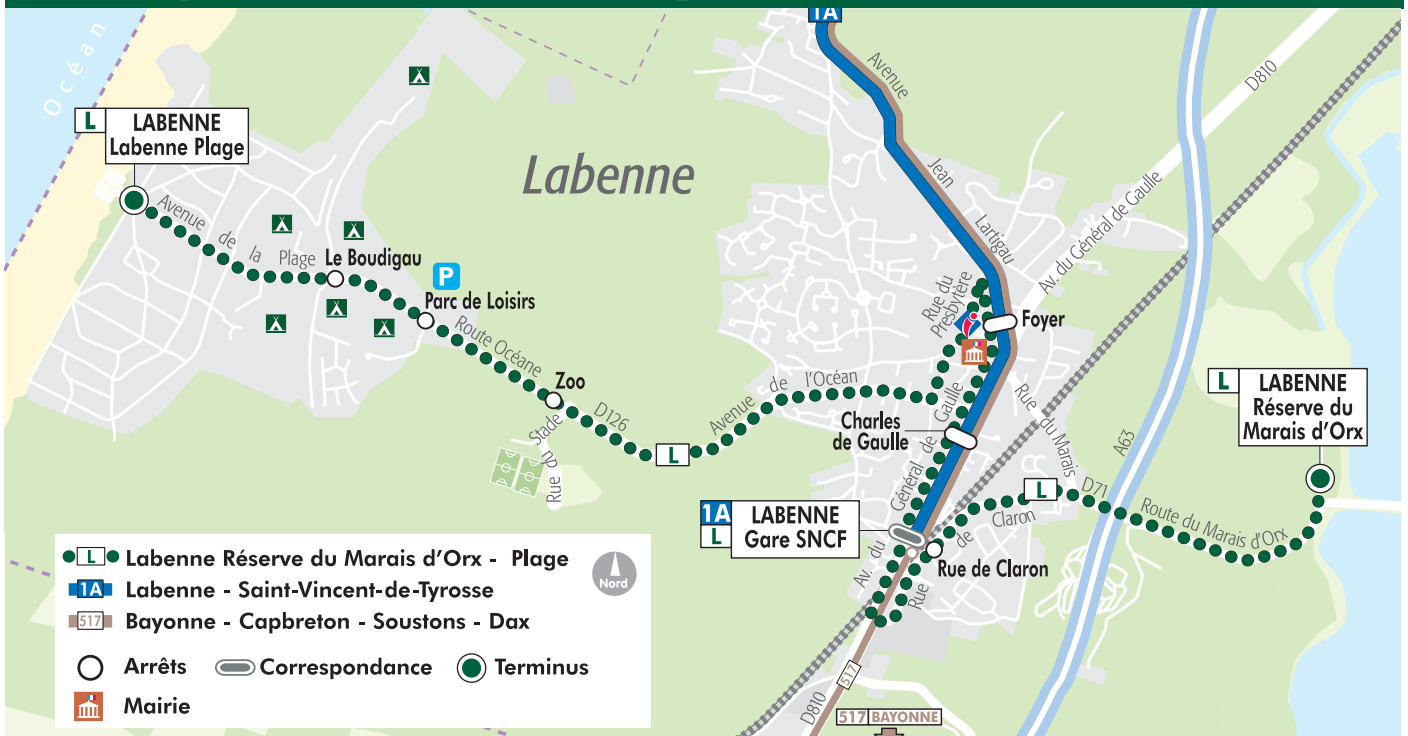 1A
Océan
Avenue
D810
L
LABENNE
Labenne Plage
Labenne
Jean
Lartigau
Av. du Général de Gaulle
Avenue de la Plage
Le Boudigau
P
Parc de Loisirs
Route Océane
Rue du
Presbytère
Foyer
Zoo
D126
L
Avenue de l'Océan
Rue du Stade
Charles
de Gaulle
Av. du Général de Gaulle
Rue du Marais
A63
L
LABENNE
Réserve du
Marais d'Orx
L
D71
Route du Marais d'Orx
1A
L
LABENNE
Gare SNCF
Rue de Claron
Rue de Claron
L Labenne Réserve du Marais d'Orx - Plage
1A Labenne - Saint-Vincent-de-Tyrosse
517 Bayonne - Capbreton - Soustons - Dax
Nord
Arrêts Correspondance Terminus
Mairie
517
D810
517 BAYONNE